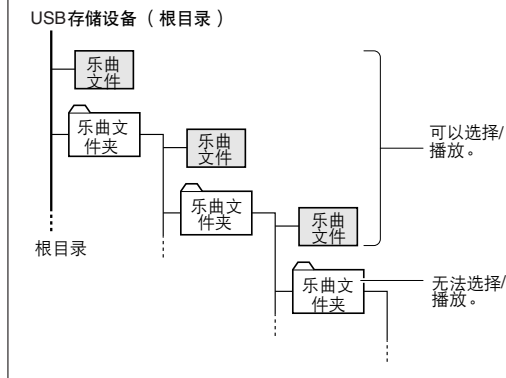 USB存储设备（根目录）
乐曲
文件
乐曲文
件夹
乐曲
文件
可以选择/
播放。
乐曲文
件夹
乐曲
文件
根目录
乐曲文
件夹
无法选择/
播放。